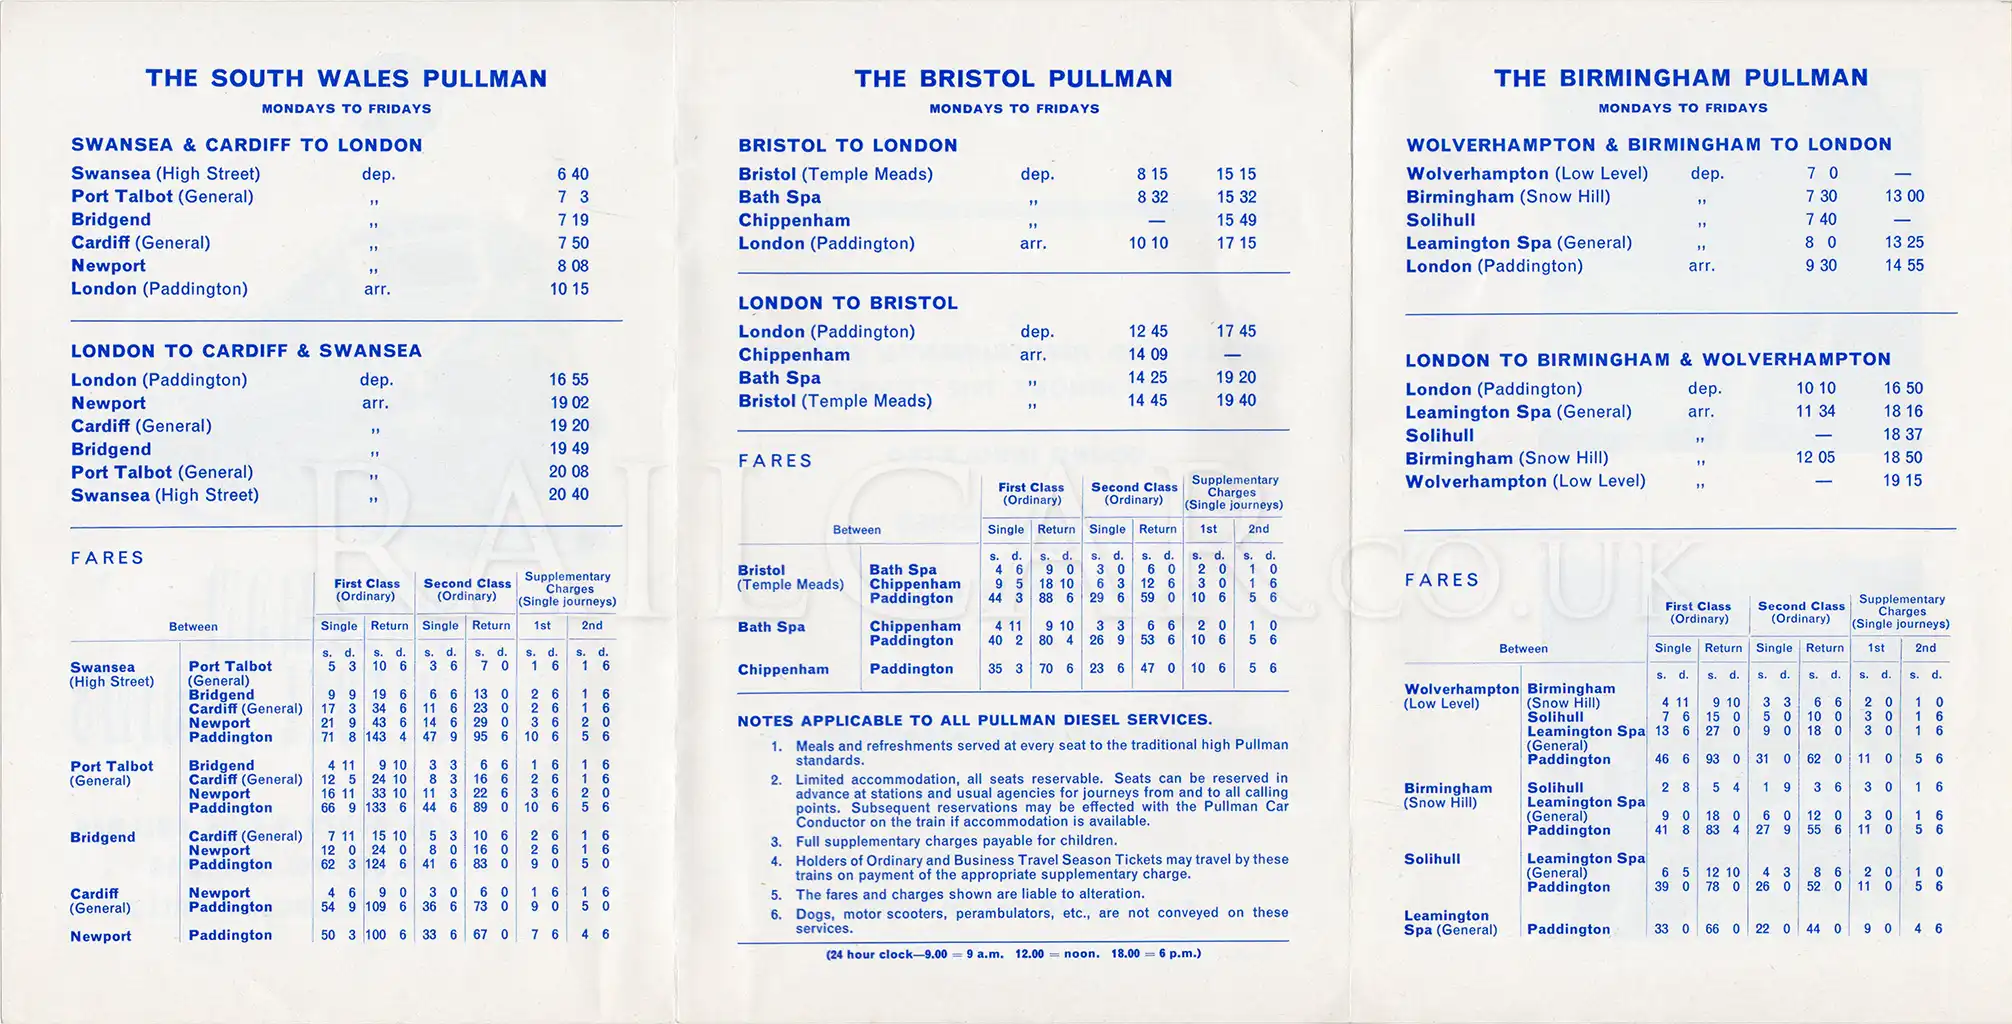 THE SOUTH WALES PULLMAN
MONDAYS TO FRIDAYS
SWANSEA & CARDIFF TO LONDON
Swansea (High Street) dep. 6 40
Port Talbot (General) ,, 7 3
Bridgend ,, 7 19
Cardiff (General) ,, 7 50
Newport ,, 8 08
London (Paddington) arr. 10 15
LONDON TO CARDIFF & SWANSEA
London (Paddington) dep. 16 55
Newport arr. 19 02
Cardiff (General) ,, 19 20
Bridgend ,, 19 49
Port Talbot (General) ,, 20 08
Swansea (High Street) ,, 20 40
FARES
First Class Second Class Supplementary
(Ordinary) (Ordinary) Charges
(Single journeys)
Between Single Return Single Return 1st 2nd
s. d. s. d. s. d. s. d. s. d. s. d.
Swansea Port Talbot 5 3 10 6 3 6 7 0 1 6 1 6
(High Street) (General)
Bridgend 9 9 19 6 6 6 13 0 2 6 1 6
Cardiff (General) 17 3 34 6 11 6 23 0 2 6 1 6
Newport 21 9 43 6 14 6 29 0 3 6 2 0
Paddington 71 8 143 4 47 9 95 6 10 6 5 6
Port Talbot Bridgend 4 11 9 10 3 3 6 6 1 6 1 6
(General) Cardiff (General) 12 5 24 10 8 3 16 6 2 6 1 6
Newport 16 11 33 10 11 3 22 6 3 6 2 0
Paddington 66 9 133 6 44 6 89 0 10 6 5 6
Bridgend Cardiff (General) 7 11 15 10 5 3 10 6 2 6 1 6
Newport 12 0 24 0 8 0 16 0 2 6 1 6
Paddington 62 3 124 6 41 6 83 0 9 0 5 0
Cardiff Newport 4 6 9 0 3 0 6 0 1 6 1 6
(General) Paddington 54 9 109 6 36 6 73 0 9 0 5 0
Newport Paddington 50 3 100 6 33 6 67 0 7 6 4 6
THE BRISTOL PULLMAN
MONDAYS TO FRIDAYS
BRISTOL TO LONDON
Bristol (Temple Meads) dep. 8 15 15 15
Bath Spa ,, 8 32 15 32
Chippenham ,, — 15 49
London (Paddington) arr. 10 10 17 15
LONDON TO BRISTOL
London (Paddington) dep. 12 45 17 45
Chippenham arr. 14 09 —
Bath Spa ,, 14 25 19 20
Bristol (Temple Meads) ,, 14 45 19 40
FARES
First Class Second Class Supplementary
(Ordinary) (Ordinary) Charges
(Single journeys)
Between Single Return Single Return 1st 2nd
s. d. s. d. s. d. s. d. s. d. s. d.
Bristol Bath Spa 4 6 9 0 3 0 6 0 2 0 1 0
(Temple Meads) Chippenham 9 5 18 10 6 3 12 6 3 0 1 6
Paddington 44 3 88 6 29 6 59 0 10 6 5 6
Bath Spa Chippenham 4 11 9 10 3 3 6 6 2 0 1 0
Paddington 40 2 80 4 26 9 53 6 10 6 5 6
Chippenham Paddington 35 3 70 6 23 6 47 0 10 6 5 6
NOTES APPLICABLE TO ALL PULLMAN DIESEL SERVICES.
1. Meals and refreshments served at every seat to the traditional high Pullman
standards.
2. Limited accommodation, all seats reservable. Seats can be reserved in
advance at stations and usual agencies for journeys from and to all calling
points. Subsequent reservations may be effected with the Pullman Car
Conductor on the train if accommodation is available.
3. Full supplementary charges payable for children.
4. Holders of Ordinary and Business Travel Season Tickets may travel by these
trains on payment of the appropriate supplementary charge.
5. The fares and charges shown are liable to alteration.
6. Dogs, motor scooters, perambulators, etc., are not conveyed on these
services.
(24 hour clock—9.00 = 9 a.m. 12.00 = noon. 18.00 = 6 p.m.)
THE BIRMINGHAM PULLMAN
MONDAYS TO FRIDAYS
WOLVERHAMPTON & BIRMINGHAM TO LONDON
Wolverhampton (Low Level) dep. 7 0 —
Birmingham (Snow Hill) ,, 7 30 13 00
Solihull ,, 7 40 —
Leamington Spa (General) ,, 8 0 13 25
London (Paddington) arr. 9 30 14 55
LONDON TO BIRMINGHAM & WOLVERHAMPTON
London (Paddington) dep. 10 10 16 50
Leamington Spa (General) arr. 11 34 18 16
Solihull ,, — 18 37
Birmingham (Snow Hill) ,, 12 05 18 50
Wolverhampton (Low Level) ,, — 19 15
FARES
First Class Second Class Supplementary
(Ordinary) (Ordinary) Charges
(Single journeys)
Between Single Return Single Return 1st 2nd
s. d. s. d. s. d. s. d. s. d. s. d.
Wolverhampton Birmingham
(Low Level) (Snow Hill) 4 11 9 10 3 3 6 6 2 0 1 0
Solihull 7 6 15 0 5 0 10 0 3 0 1 6
Leamington Spa 13 6 27 0 9 0 18 0 3 0 1 6
(General)
Paddington 46 6 93 0 31 0 62 0 11 0 5 6
Birmingham Solihull 2 8 5 4 1 9 3 6 3 0 1 6
(Snow Hill) Leamington Spa
(General) 9 0 18 0 6 0 12 0 3 0 1 6
Paddington 41 8 83 4 27 9 55 6 11 0 5 6
Solihull Leamington Spa
(General) 6 5 12 10 4 3 8 6 2 0 1 0
Paddington 39 0 78 0 26 0 52 0 11 0 5 6
Leamington
Spa (General) Paddington 33 0 66 0 22 0 44 0 9 0 4 6
RAILCAR.CO.UK